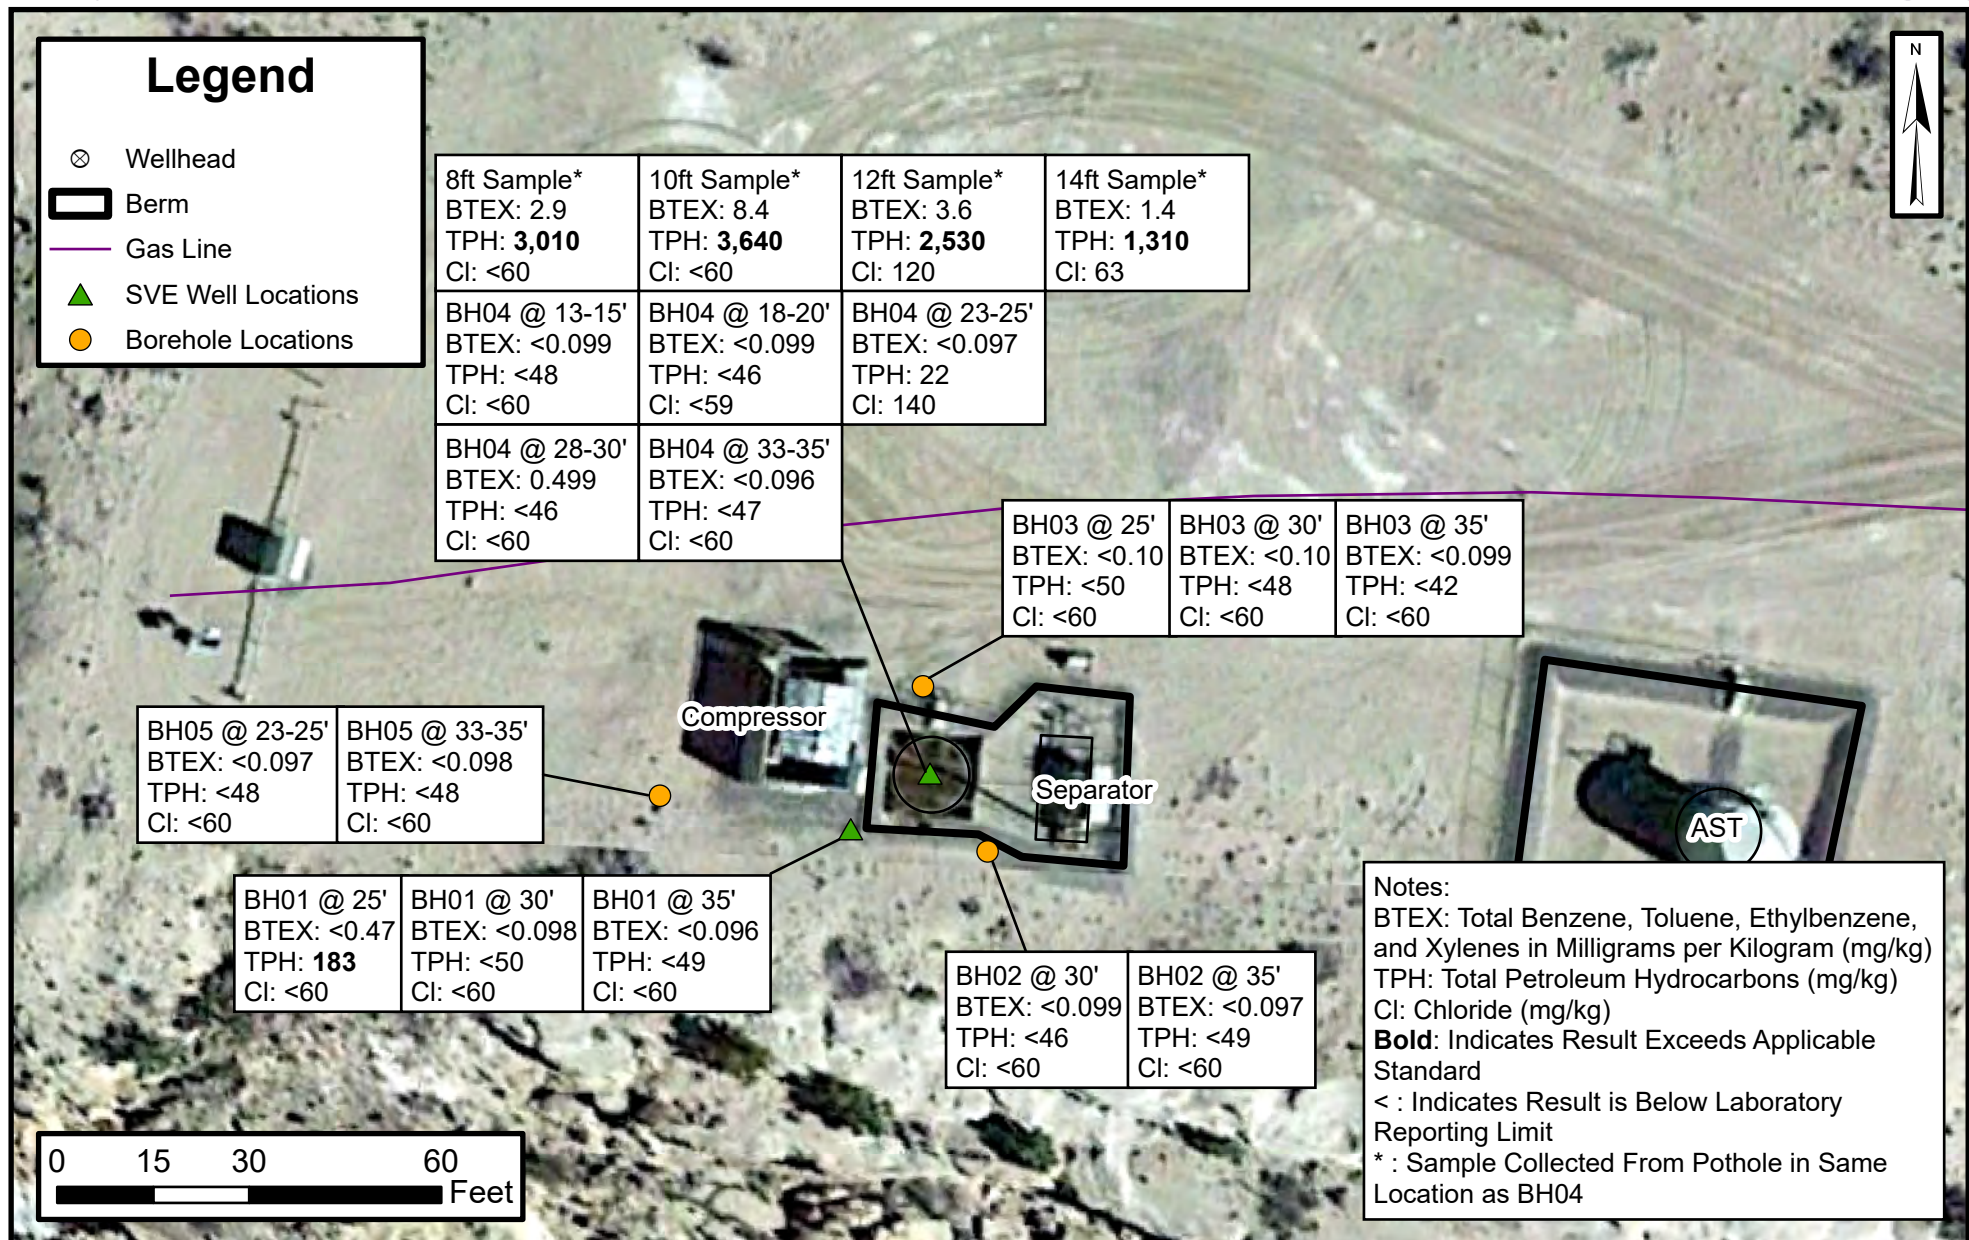 Legend
Wellhead
Berm
Gas Line
SVE Well Locations
Borehole Locations
N
8ft Sample*
BTEX: 2.9
TPH: 3,010
Cl: <60
10ft Sample*
BTEX: 8.4
TPH: 3,640
Cl: <60
12ft Sample*
BTEX: 3.6
TPH: 2,530
Cl: 120
14ft Sample*
BTEX: 1.4
TPH: 1,310
Cl: 63
BH04 @ 13-15'
BTEX: <0.099
TPH: <48
Cl: <60
BH04 @ 18-20'
BTEX: <0.099
TPH: <46
Cl: <59
BH04 @ 23-25'
BTEX: <0.097
TPH: 22
Cl: 140
BH04 @ 28-30'
BTEX: 0.499
TPH: <46
Cl: <60
BH04 @ 33-35'
BTEX: <0.096
TPH: <47
Cl: <60
BH03 @ 25'
BTEX: <0.10
TPH: <50
Cl: <60
BH03 @ 30'
BTEX: <0.10
TPH: <48
Cl: <60
BH03 @ 35'
BTEX: <0.099
TPH: <42
Cl: <60
Compressor
Separator
AST
BH05 @ 23-25'
BTEX: <0.097
TPH: <48
Cl: <60
BH05 @ 33-35'
BTEX: <0.098
TPH: <48
Cl: <60
BH01 @ 25'
BTEX: <0.47
TPH: 183
Cl: <60
BH01 @ 30'
BTEX: <0.098
TPH: <50
Cl: <60
BH01 @ 35'
BTEX: <0.096
TPH: <49
Cl: <60
BH02 @ 30'
BTEX: <0.099
TPH: <46
Cl: <60
BH02 @ 35'
BTEX: <0.097
TPH: <49
Cl: <60
Notes:
BTEX: Total Benzene, Toluene, Ethylbenzene,
and Xylenes in Milligrams per Kilogram (mg/kg)
TPH: Total Petroleum Hydrocarbons (mg/kg)
Cl: Chloride (mg/kg)
Bold: Indicates Result Exceeds Applicable
Standard
< : Indicates Result is Below Laboratory
Reporting Limit
* : Sample Collected From Pothole in Same
Location as BH04
0 15 30 60
Feet